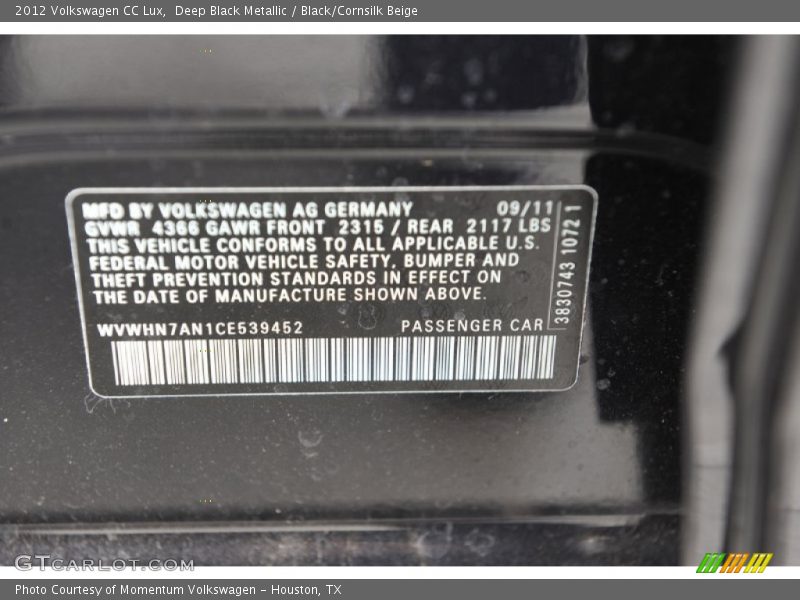 2012 Volkswagen CC Lux, Deep Black Metallic / Black/Cornsilk Beige
MFD BY VOLKSWAGEN AG GERMANY 09/11
GVWR 4366 GAWR FRONT 2315 / REAR 2117 LBS
THIS VEHICLE CONFORMS TO ALL APPLICABLE U.S.
FEDERAL MOTOR VEHICLE SAFETY, BUMPER AND
THEFT PREVENTION STANDARDS IN EFFECT ON
THE DATE OF MANUFACTURE SHOWN ABOVE.
WVWHN7AN1CE539452 PASSENGER CAR
3830743 1072 1
GTCARLOT.COM
Photo Courtesy of Momentum Volkswagen - Houston, TX